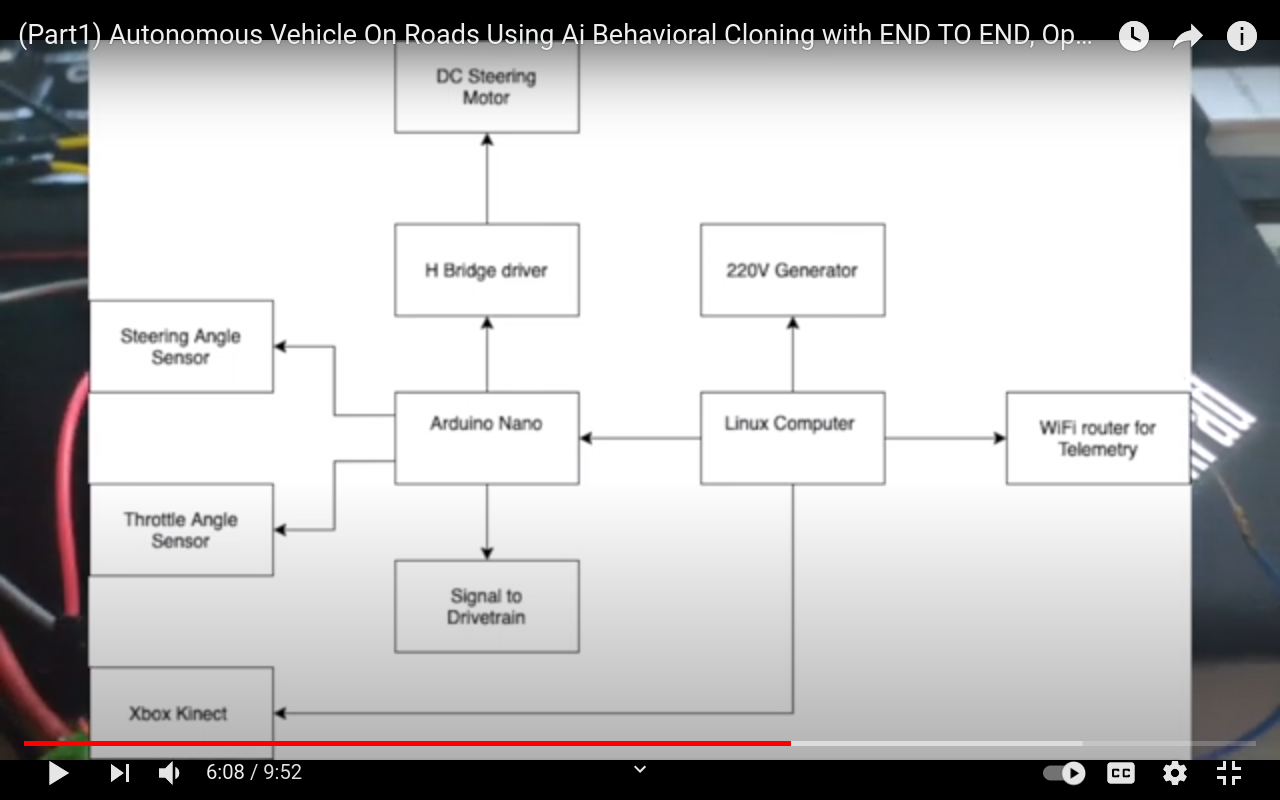 (Part1) Autonomous Vehicle On Roads Using Ai Behavioral Cloning with END TO END, Op...
DC Steering
Motor
H Bridge driver
220V Generator
Steering Angle
Sensor
Arduino Nano
Linux Computer
WiFi router for
Telemetry
Throttle Angle
Sensor
Signal to
Drivetrain
Xbox Kinect
6:08 / 9:52
CC